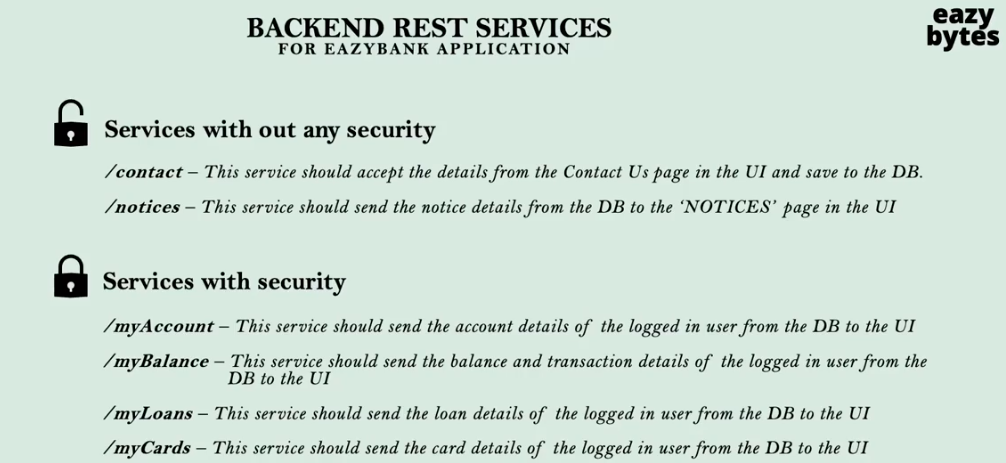 BACKEND REST SERVICES
FOR EAZYBANK APPLICATION
eazy
bytes
Services with out any security
/contact – This service should accept the details from the Contact Us page in the UI and save to the DB.
/notices – This service should send the notice details from the DB to the ‘NOTICES’ page in the UI
Services with security
/myAccount – This service should send the account details of the logged in user from the DB to the UI
/myBalance – This service should send the balance and transaction details of the logged in user from the
DB to the UI
/myLoans – This service should send the loan details of the logged in user from the DB to the UI
/myCards – This service should send the card details of the logged in user from the DB to the UI